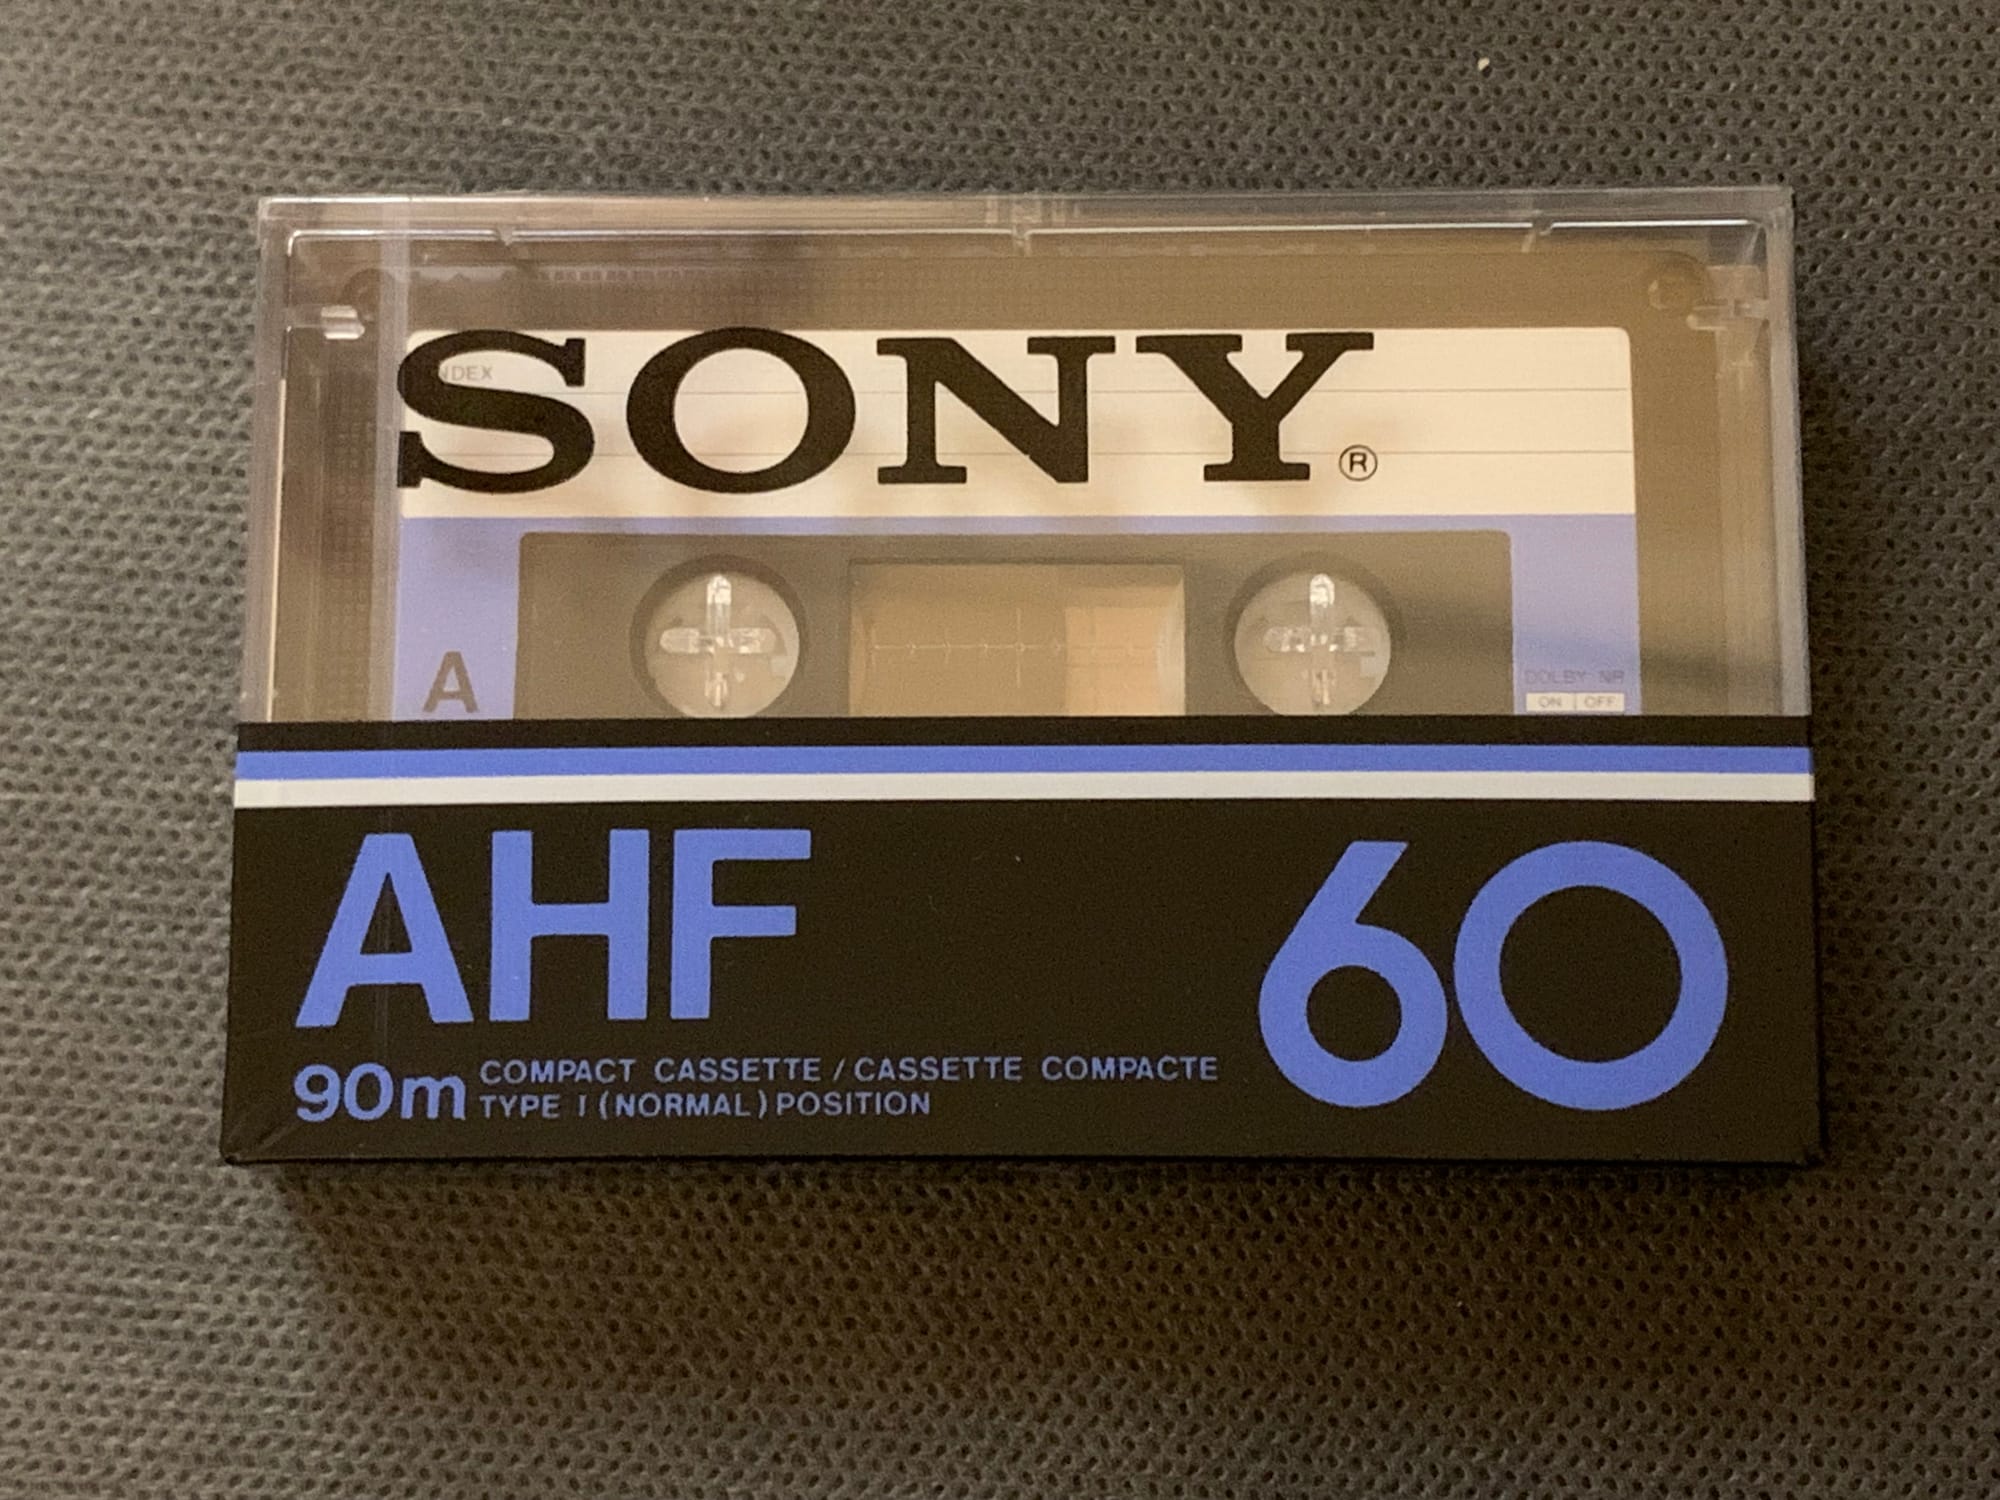 SONY®
INDEX
A
DOLBY NR
ON OFF
AHF 60
90m COMPACT CASSETTE / CASSETTE COMPACTE
TYPE I (NORMAL) POSITION